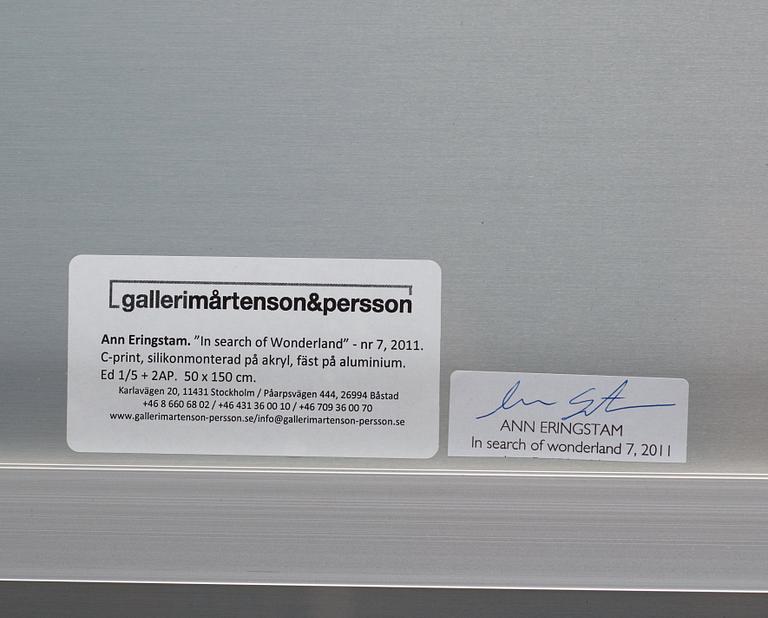 gallerimårtenson&persson
Ann Eringstam. "In search of Wonderland" - nr 7, 2011.
C-print, silikonmonterad på akryl, fäst på aluminium.
Ed 1/5 + 2AP. 50 x 150 cm.
Karlavägen 20, 11431 Stockholm / Påarpsvägen 444, 26994 Båstad
+46 8 660 68 02 / +46 431 36 00 10 / +46 709 36 00 70
www.gallerimartenson-persson.se/info@gallerimartenson-persson.se
ANN ERINGSTAM
In search of wonderland 7, 2011